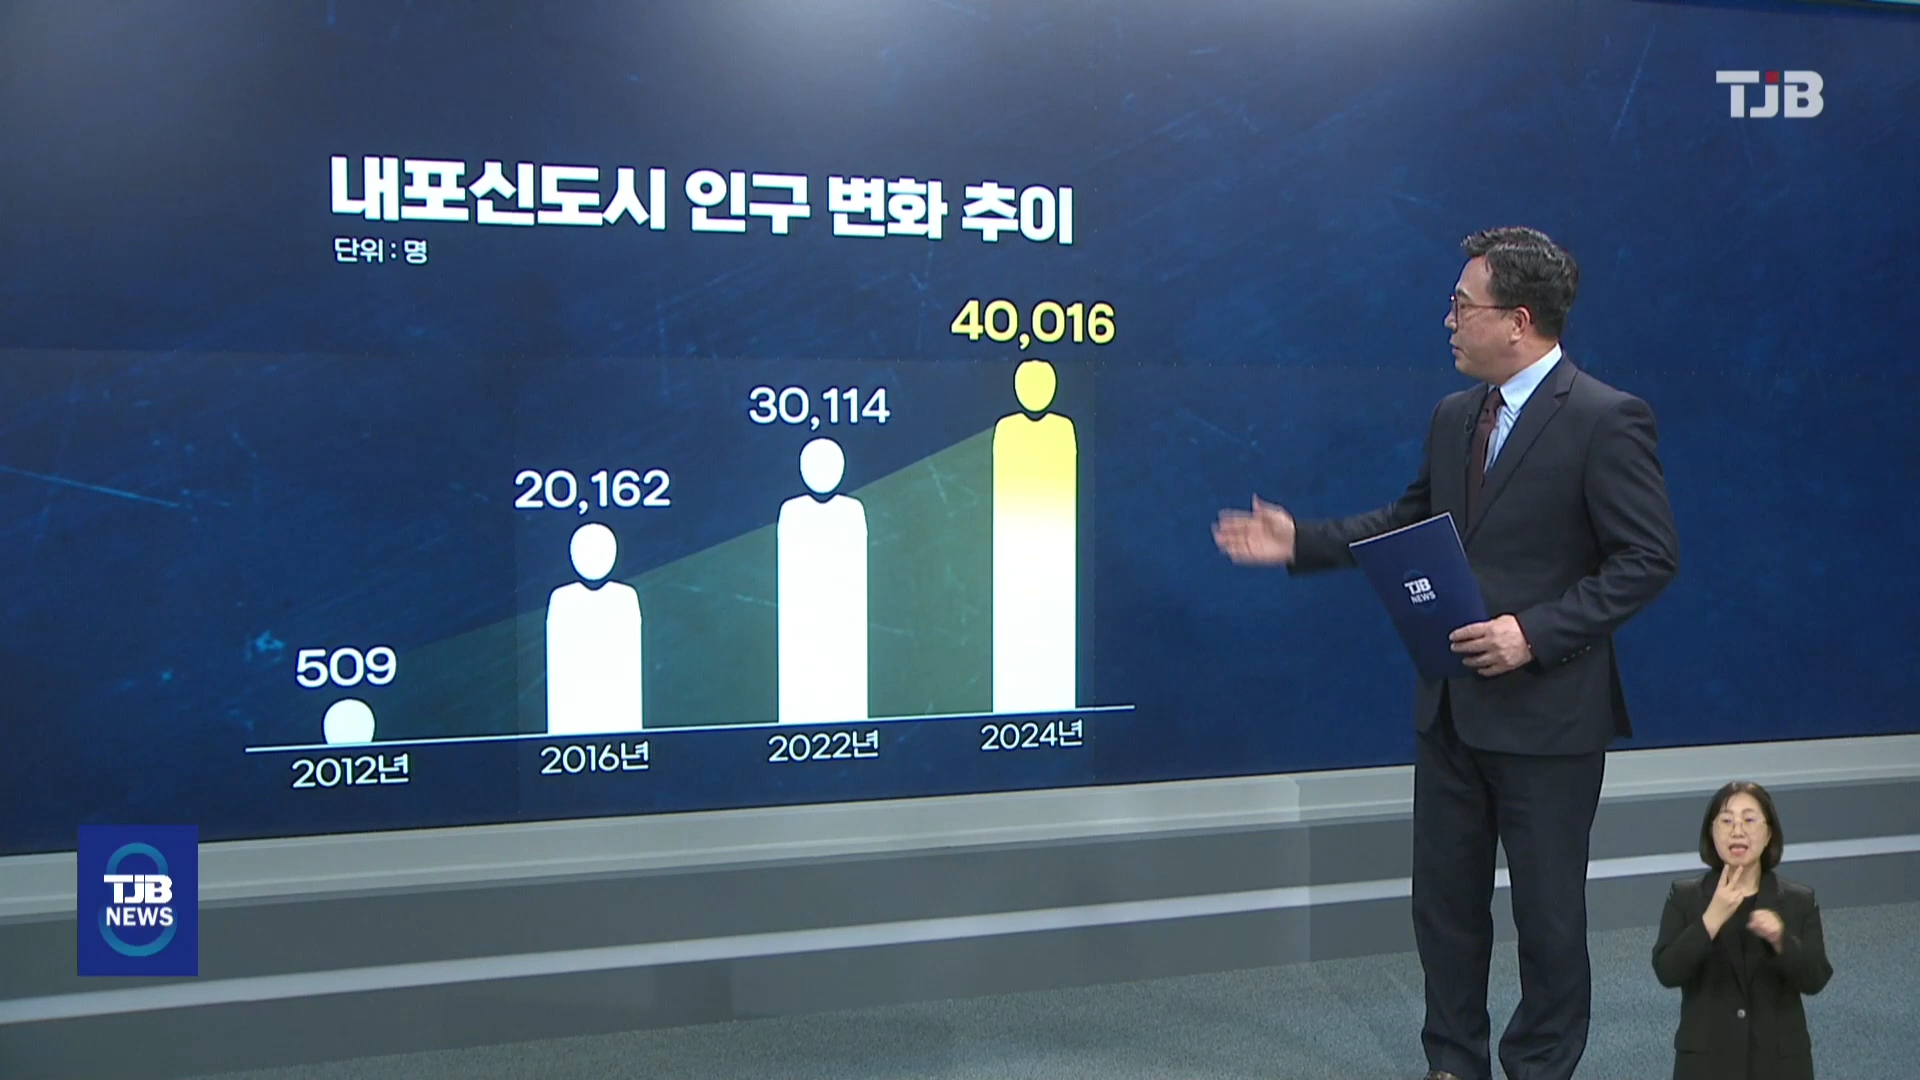 TJB
내포신도시 인구 변화 추이
단위 : 명
40,016
30,114
20,162
509
2012년
2016년
2022년
2024년
TJB
NEWS
8
TJB
NEWS